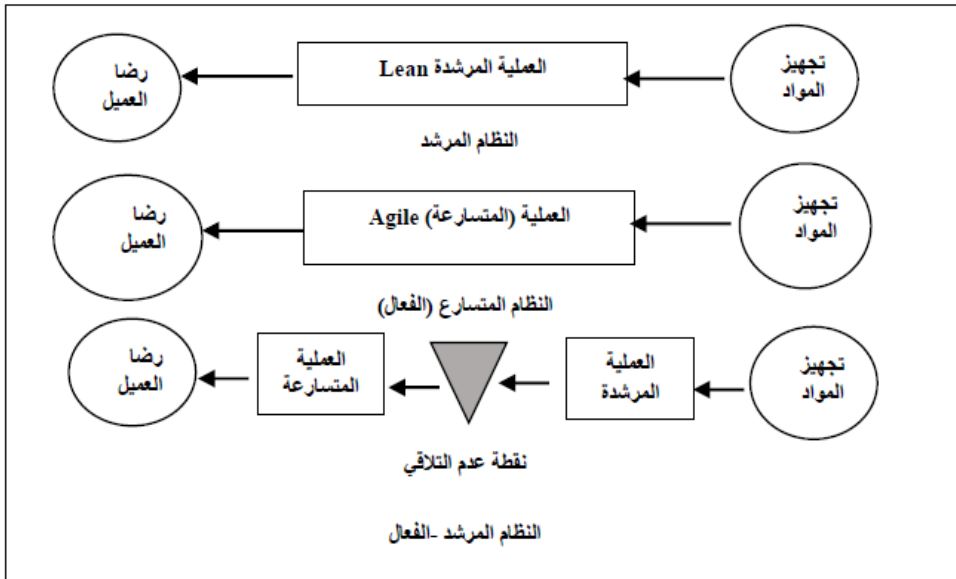 تجهيز
المواد
العملية المرشدة Lean
رضا
العميل
النظام المرشد
تجهيز
المواد
العملية (المتسارعة) Agile
رضا
العميل
النظام المتسارع (الفعال)
تجهيز
المواد
العملية
المرشدة
العملية
المتسارعة
رضا
العميل
نقطة عدم التلاقي
النظام المرشد -الفعال